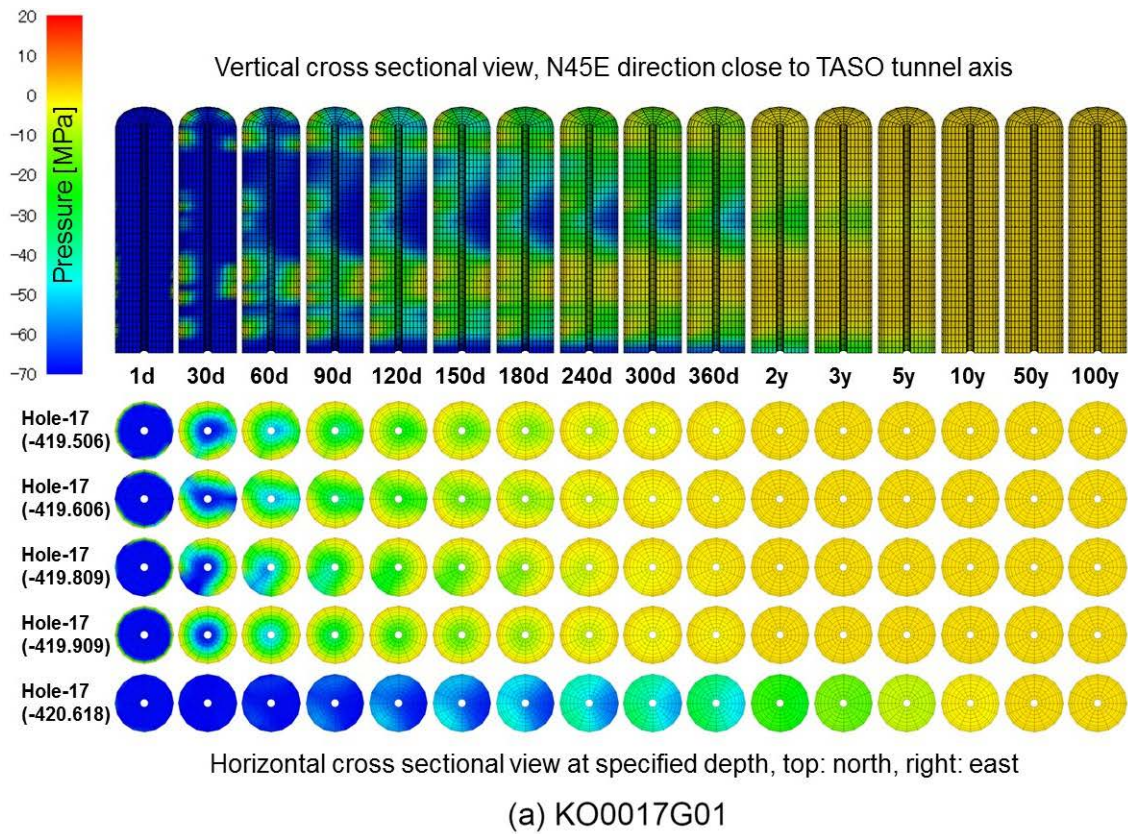 20
10
0
−10
−20
−30
−40
−50
−60
−70
Pressure [MPa]
Vertical cross sectional view, N45E direction close to TASO tunnel axis
1d 30d 60d 90d 120d 150d 180d 240d 300d 360d 2y 3y 5y 10y 50y 100y
Hole-17
(-419.506)
Hole-17
(-419.606)
Hole-17
(-419.809)
Hole-17
(-419.909)
Hole-17
(-420.618)
Horizontal cross sectional view at specified depth, top: north, right: east
(a) KO0017G01